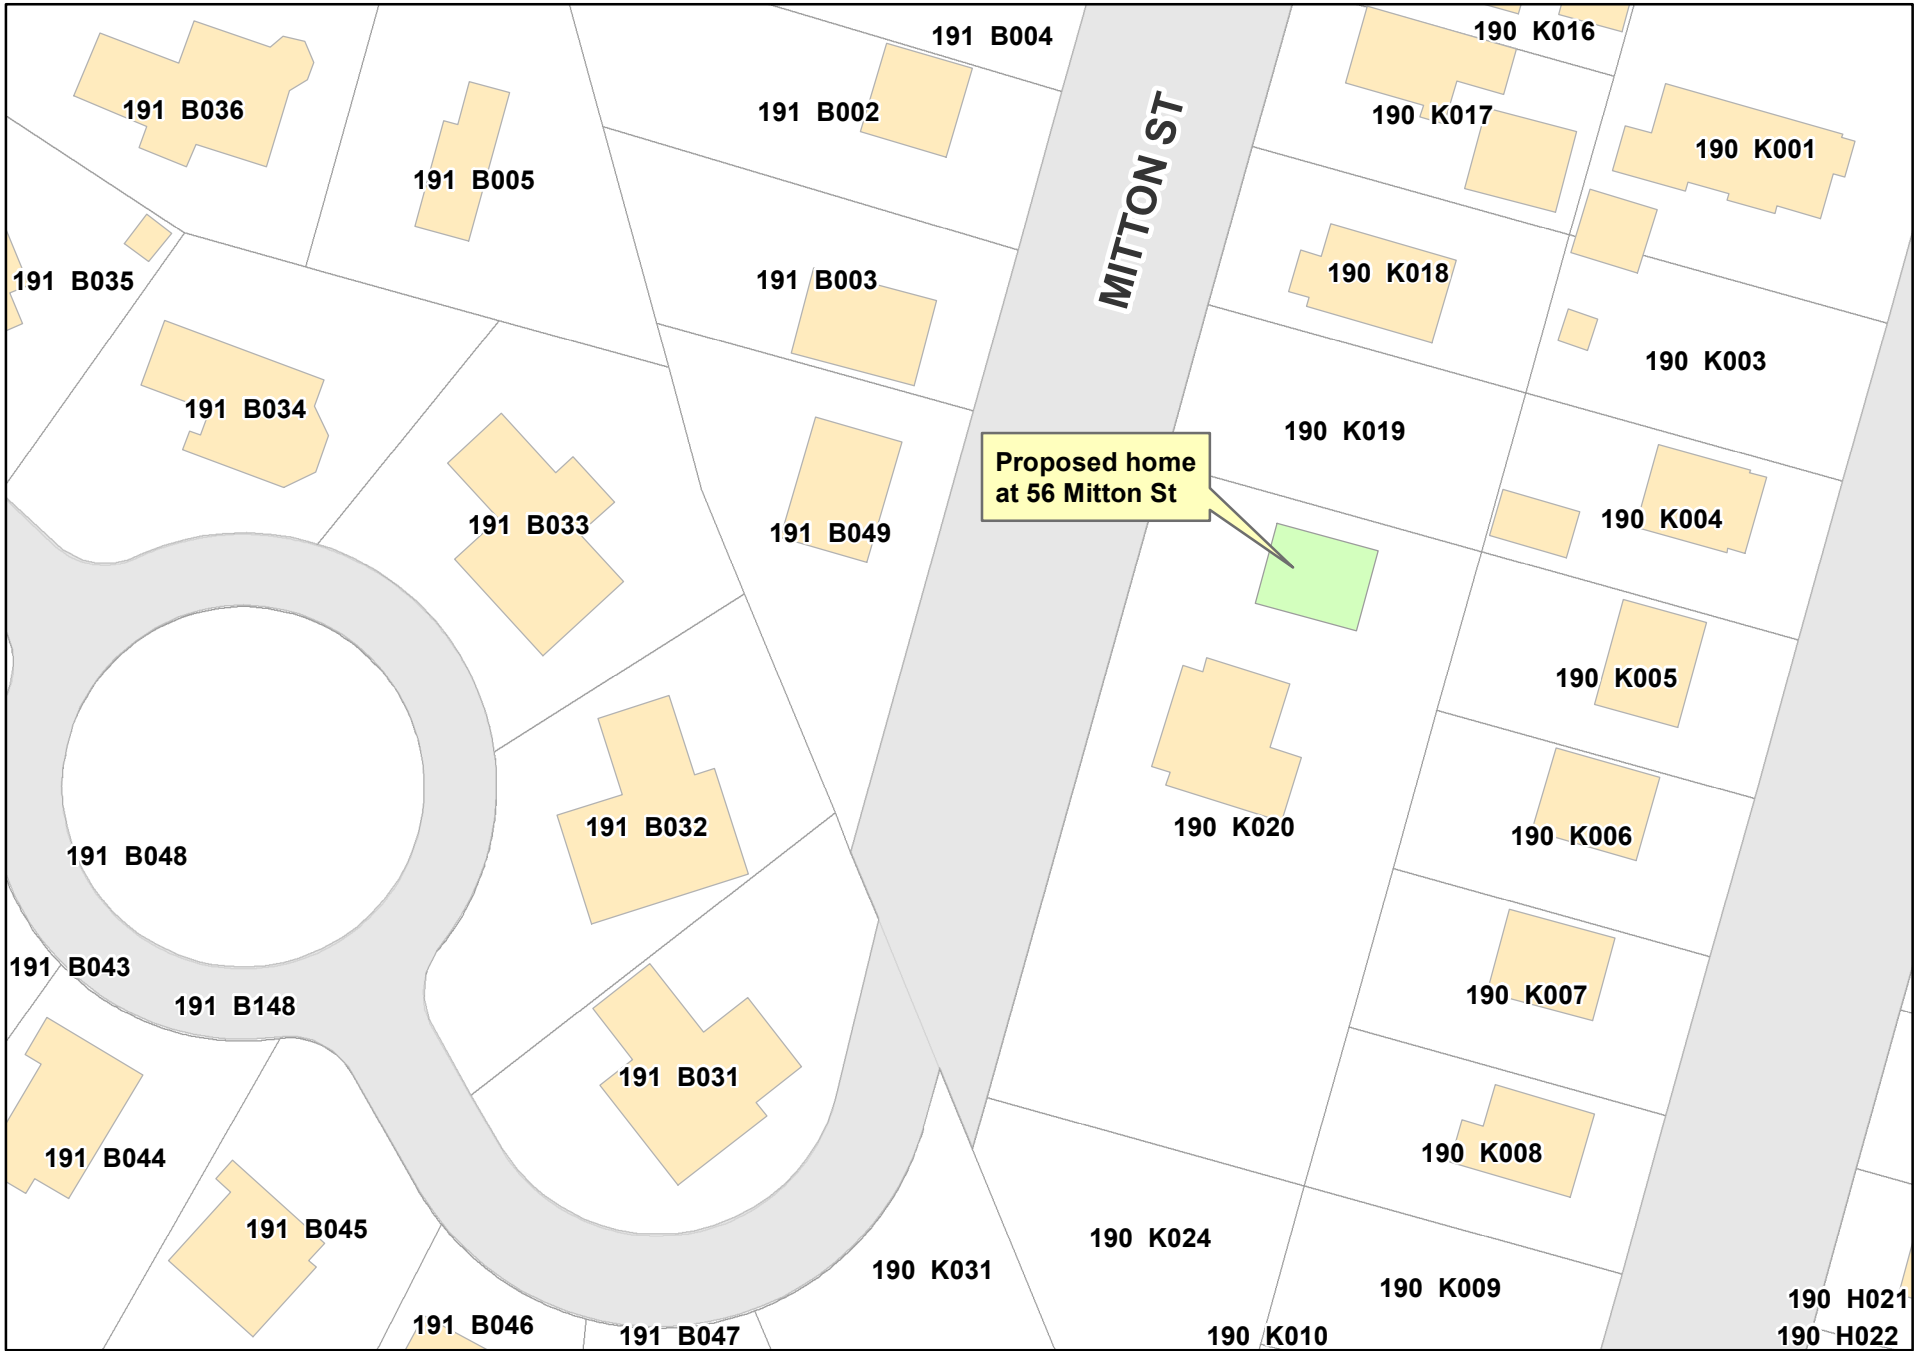 191 B004
190 K016
191 B036
191 B002
190 K017
190 K001
191 B005
MITTON ST
191 B035
191 B003
190 K018
190 K003
191 B034
190 K019
Proposed home
at 56 Mitton St
191 B033
191 B049
190 K004
190 K005
191 B032
190 K020
190 K006
191 B048
191 B043
191 B148
190 K007
191 B031
191 B044
190 K008
191 B045
190 K024
190 K031
190 K009
190 H021
191 B046
191 B047
190 K010
190 H022